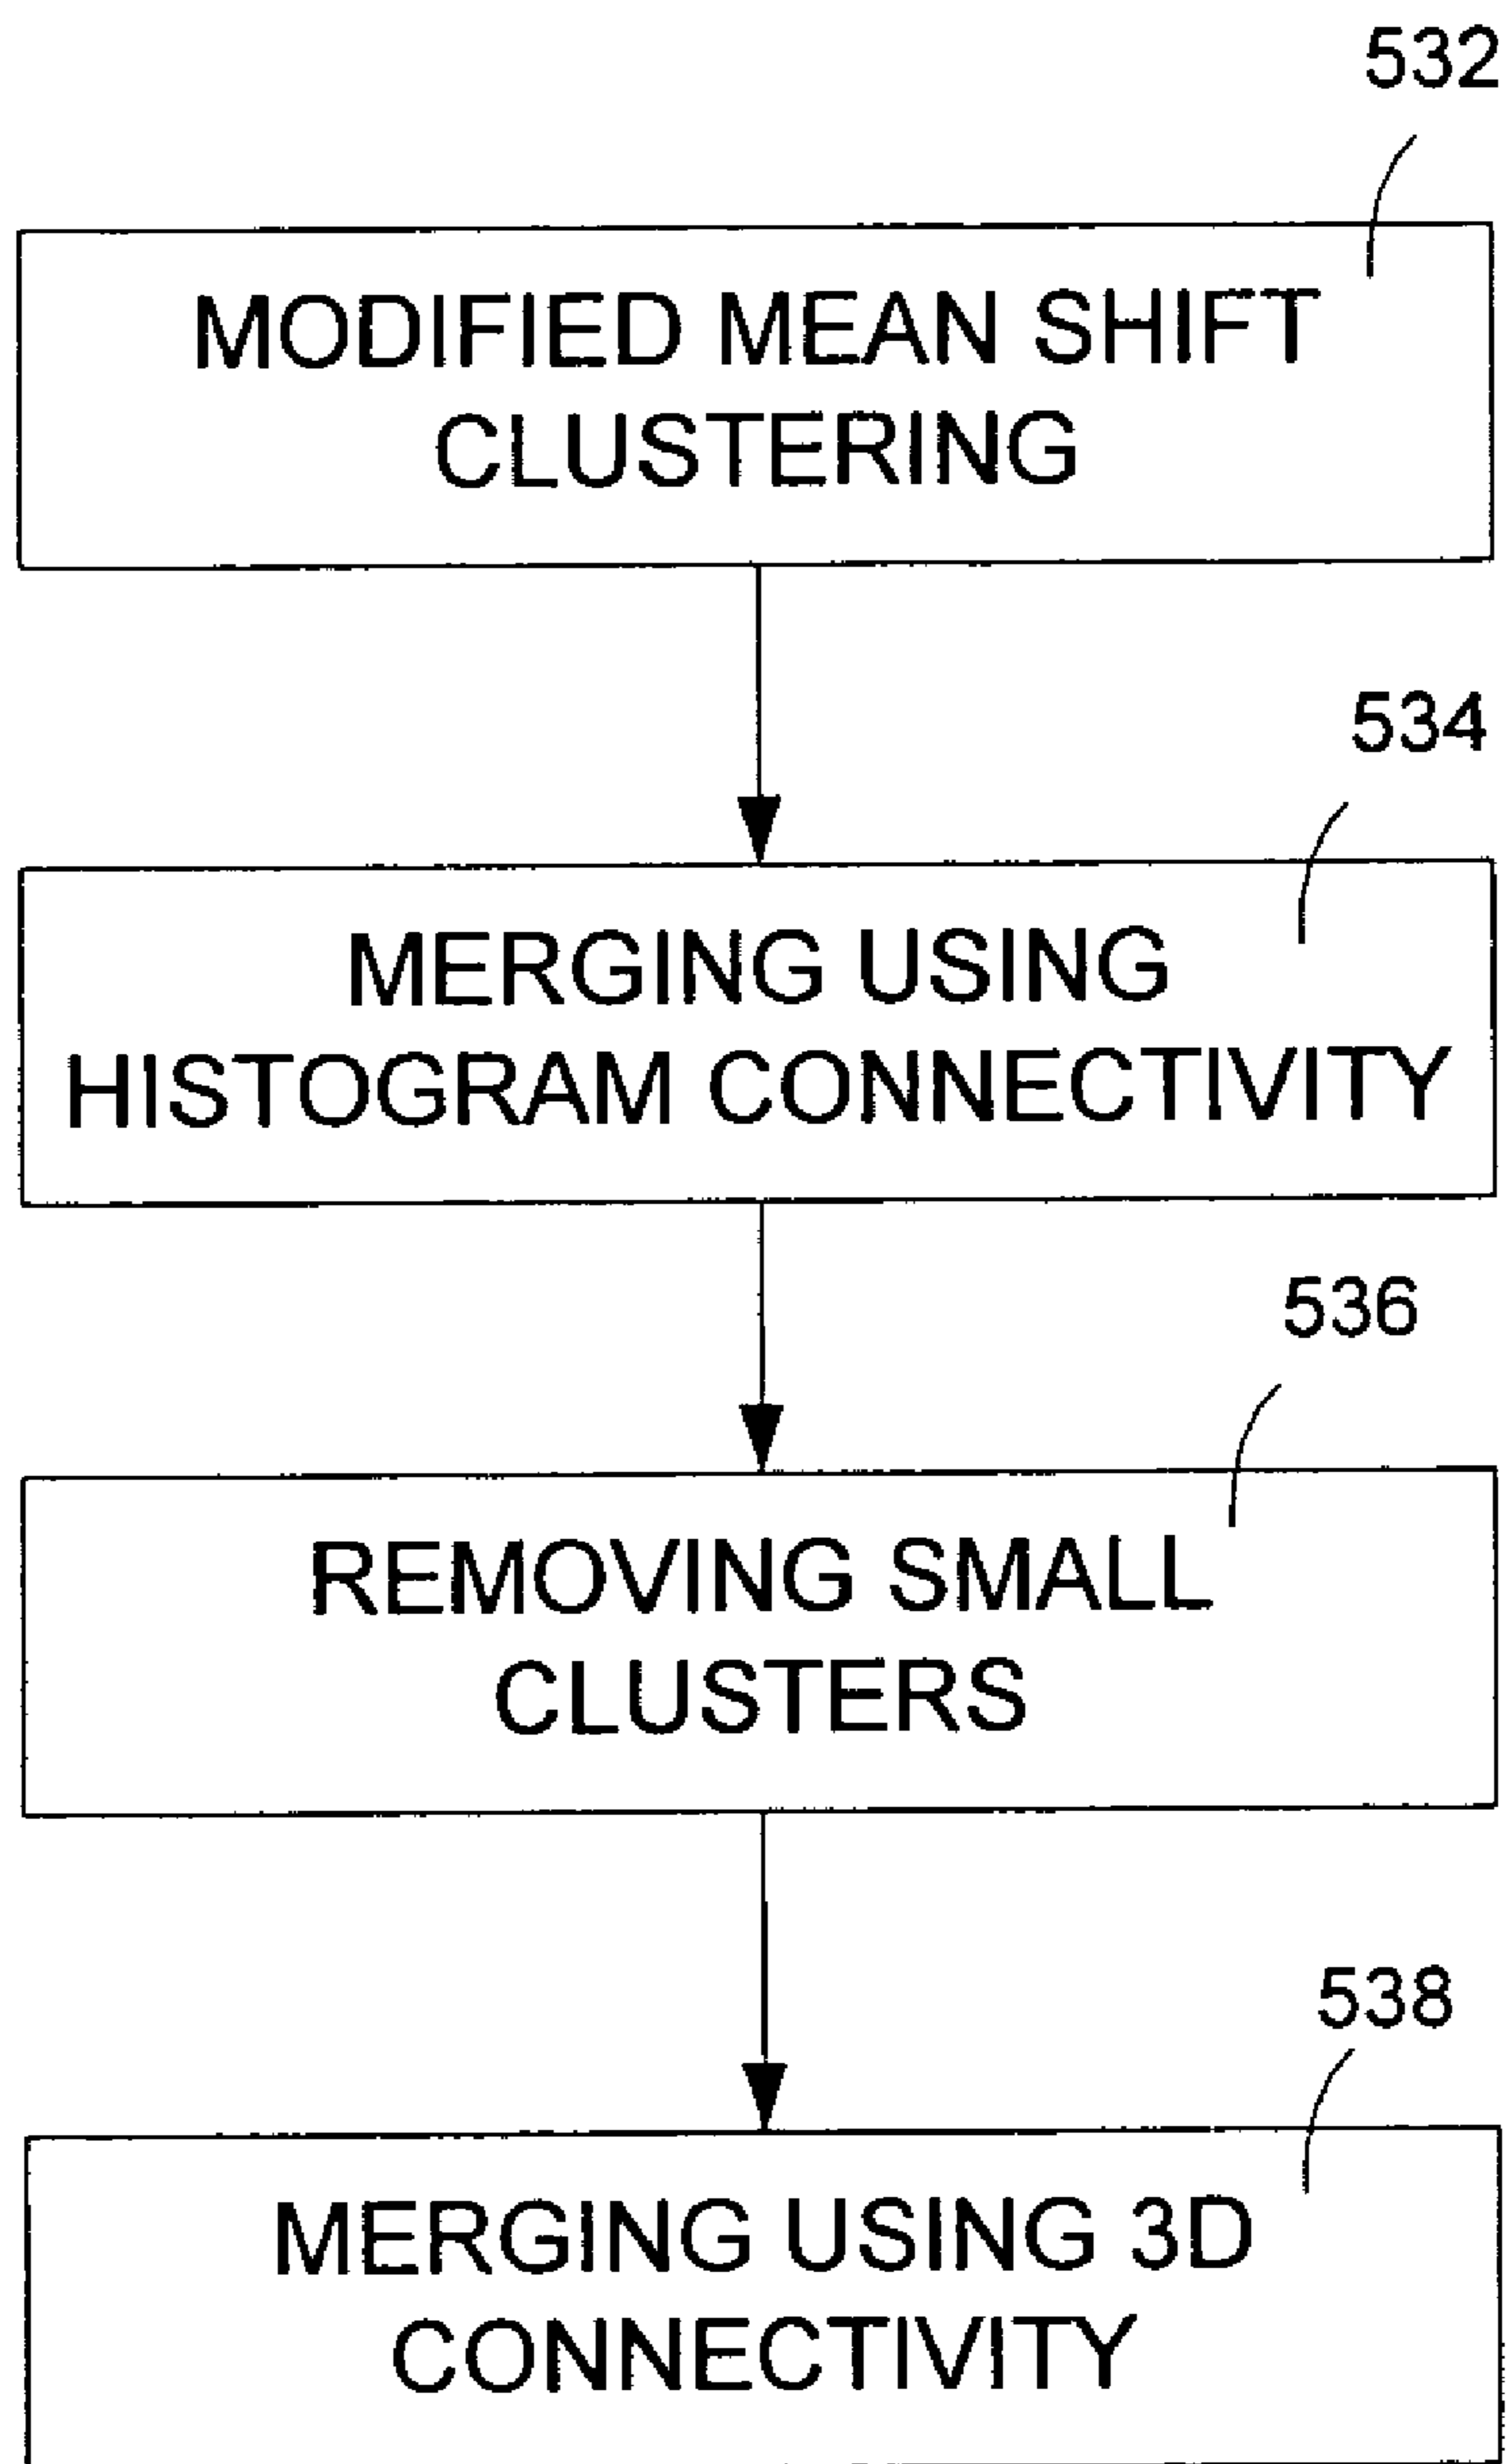 532
MODIFIED MEAN SHIFT
CLUSTERING
534
MERGING USING
HISTOGRAM CONNECTIVITY
536
REMOVING SMALL
CLUSTERS
538
MERGING USING 3D
CONNECTIVITY